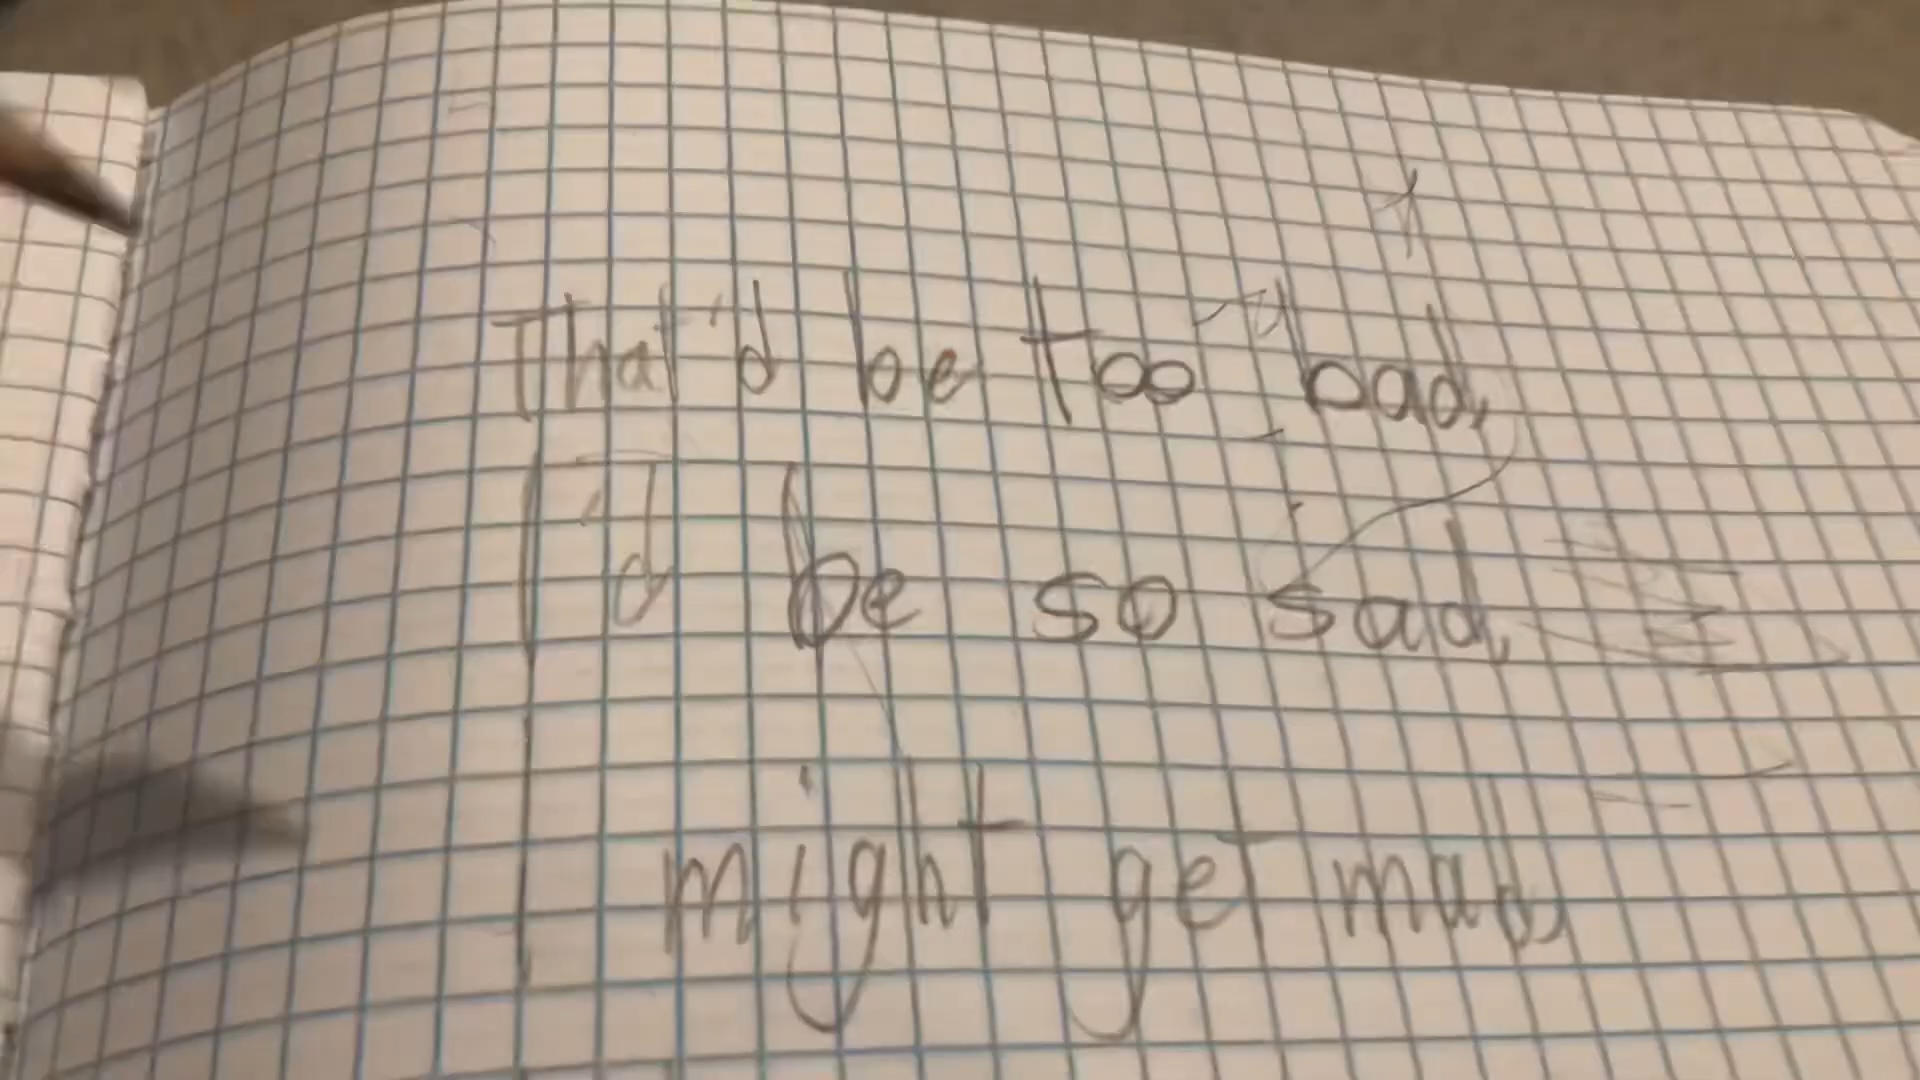 That'd be too bad,
I'd be so sad,
I might get mad,